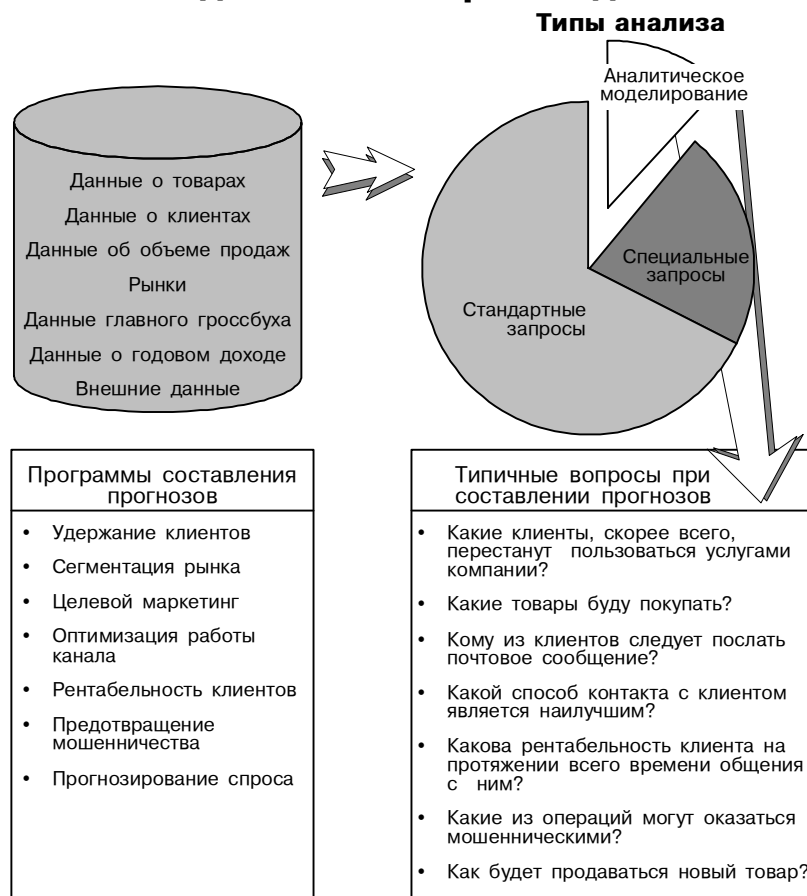 Типы анализа
Данные о товарах
Данные о клиентах
Данные об объеме продаж
Рынки
Данные главного гроссбуха
Данные о годовом доходе
Внешние данные
Аналитическое
моделирование
Специальные
запросы
Стандартные
запросы
Программы составления
прогнозов
• Удержание клиентов
• Сегментация рынка
• Целевой маркетинг
• Оптимизация работы
канала
• Рентабельность клиентов
• Предотвращение
мошенничества
• Прогнозирование спроса
Типичные вопросы при
составлении прогнозов
• Какие клиенты, скорее всего,
перестанут пользоваться услугами
компании?
• Какие товары буду покупать?
• Кому из клиентов следует послать
почтовое сообщение?
• Какой способ контакта с клиентом
является наилучшим?
• Какова рентабельность клиента на
протяжении всего времени общения
с ним?
• Какие из операций могут оказаться
мошенническими?
• Как будет продаваться новый товар?